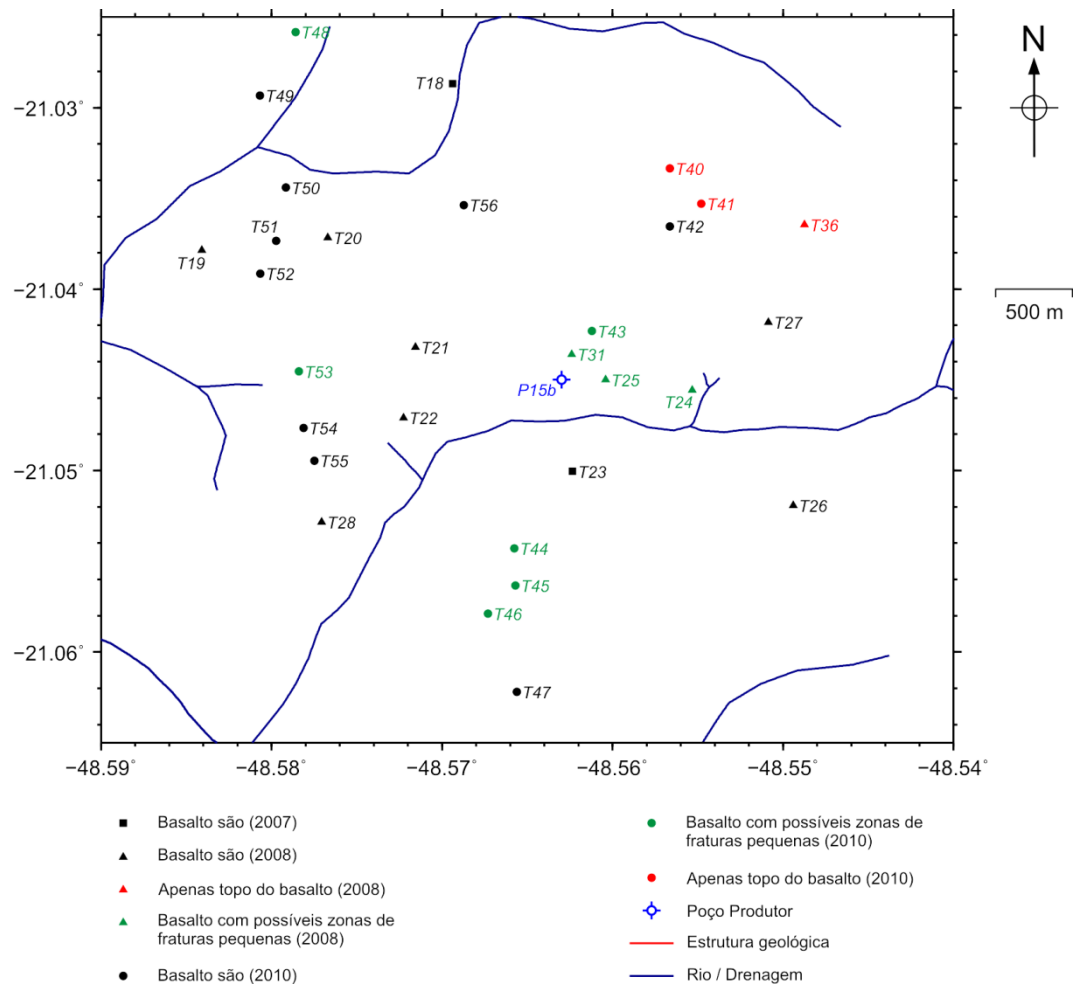 T48
N
T18
T49
−21.03
T40
T50
T41
T56
T36
T51
T42
T20
T19
T52
−21.04
500 m
T27
T43
T21
T31
T53
T25
P15b
T24
T22
T54
T55
−21.05
T23
T26
T28
T44
T45
T46
−21.06
T47
−48.59°
−48.58°
−48.57°
−48.56°
−48.55°
−48.54°
Basalto são (2007)
Basalto são (2008)
Apenas topo do basalto (2008)
Basalto com possíveis zonas de
fraturas pequenas (2008)
Basalto são (2010)
Basalto com possíveis zonas de
fraturas pequenas (2010)
Apenas topo do basalto (2010)
Poço Produtor
Estrutura geológica
Rio / Drenagem